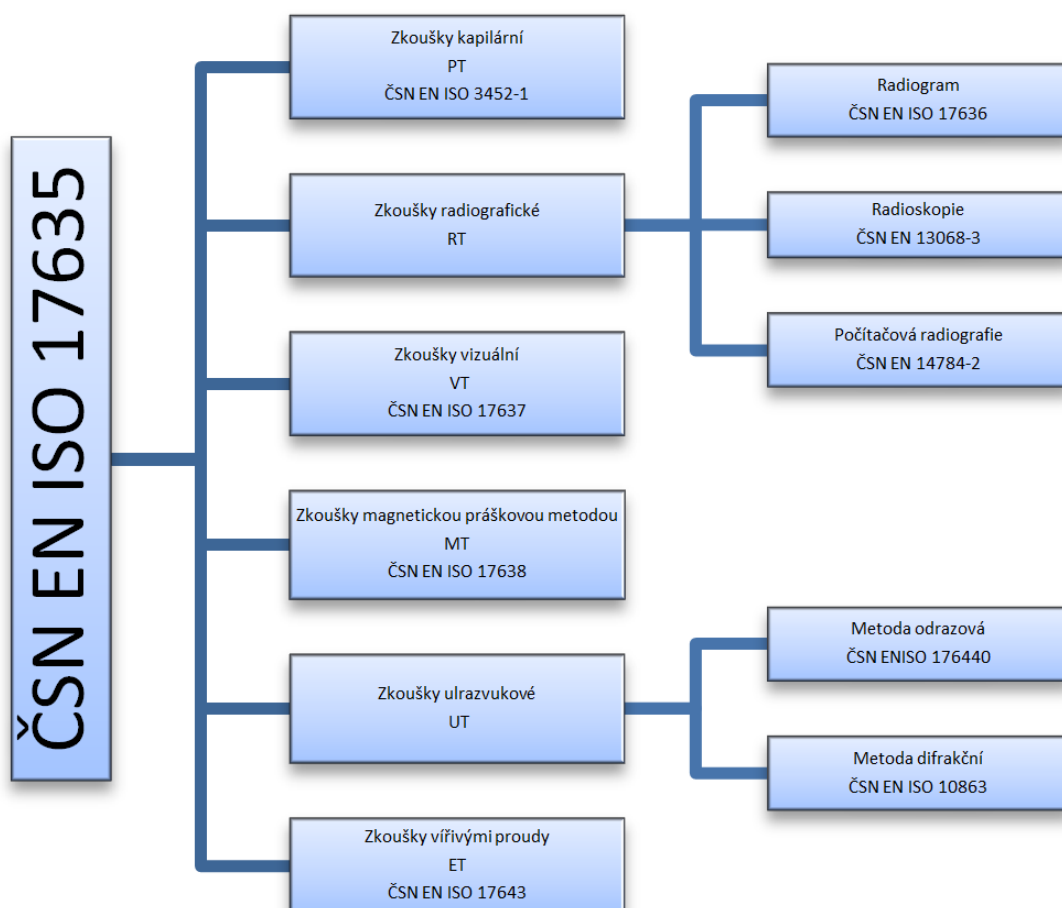 ČSN EN ISO 17635
Zkoušky kapilární
PT
ČSN EN ISO 3452-1
Zkoušky radiografické
RT
Radiogram
ČSN EN ISO 17636
Radioskopie
ČSN EN 13068-3
Počítačová radiografie
ČSN EN 14784-2
Zkoušky vizuální
VT
ČSN EN ISO 17637
Zkoušky magnetickou práškovou metodou
MT
ČSN EN ISO 17638
Zkoušky ulrazvukové
UT
Metoda odrazová
ČSN ENISO 176440
Metoda difrakční
ČSN EN ISO 10863
Zkoušky vířivými proudy
ET
ČSN EN ISO 17643